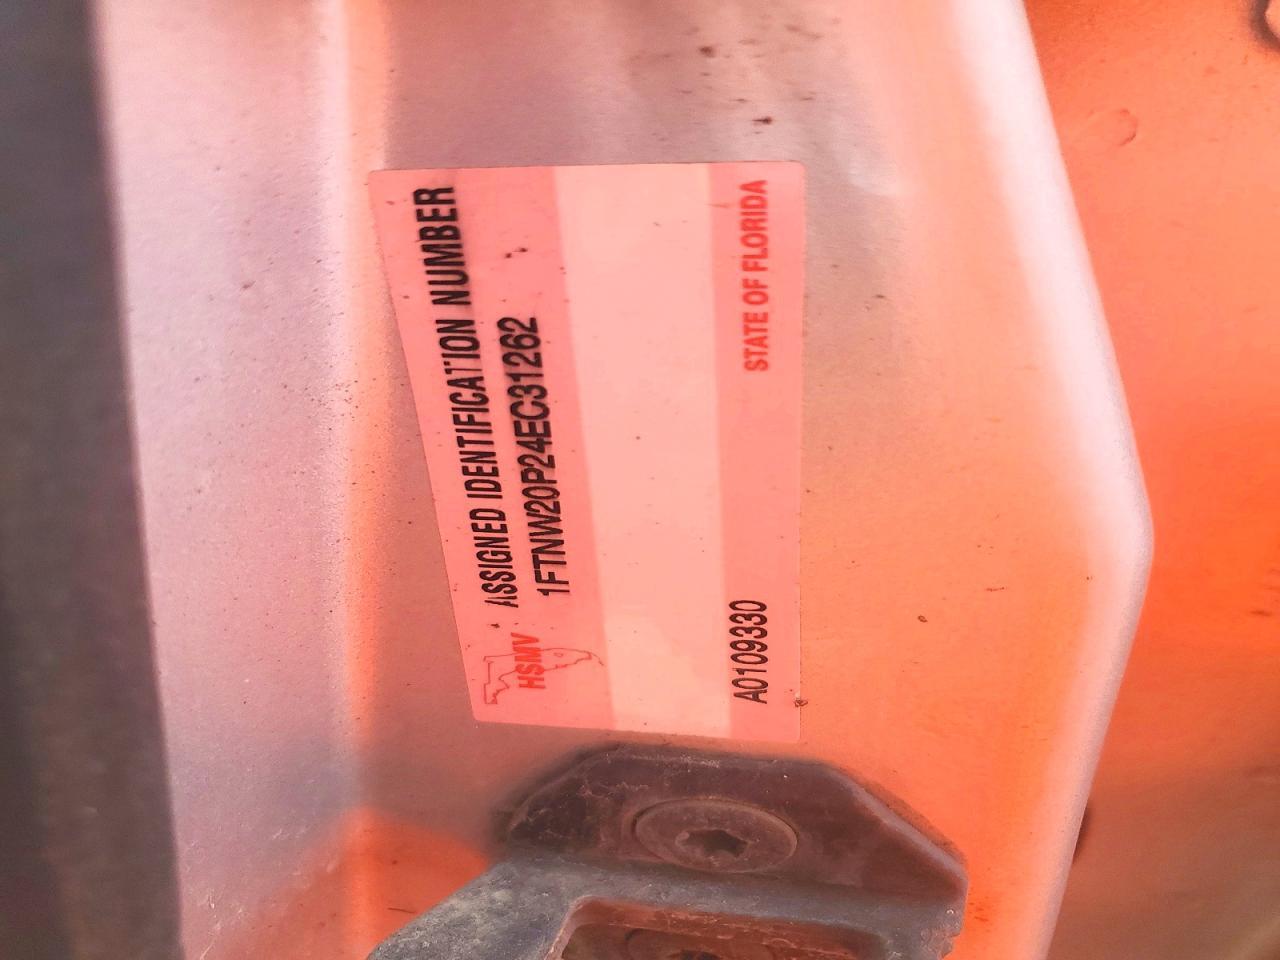 ASSIGNED IDENTIFICATION NUMBER
1FTNW20P24EC31262
HSMV
A0109330
STATE OF FLORIDA